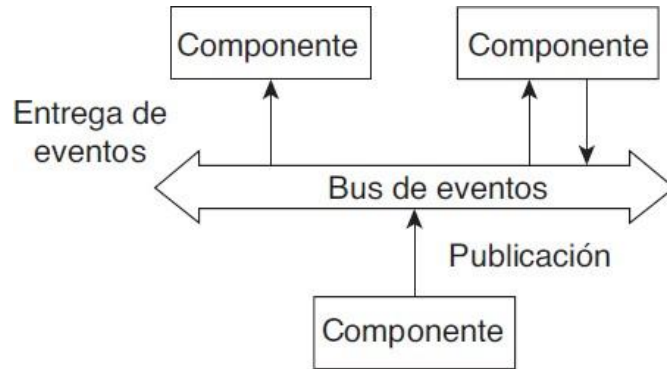 Componente
Componente
Entrega de
eventos
Bus de eventos
Publicación
Componente